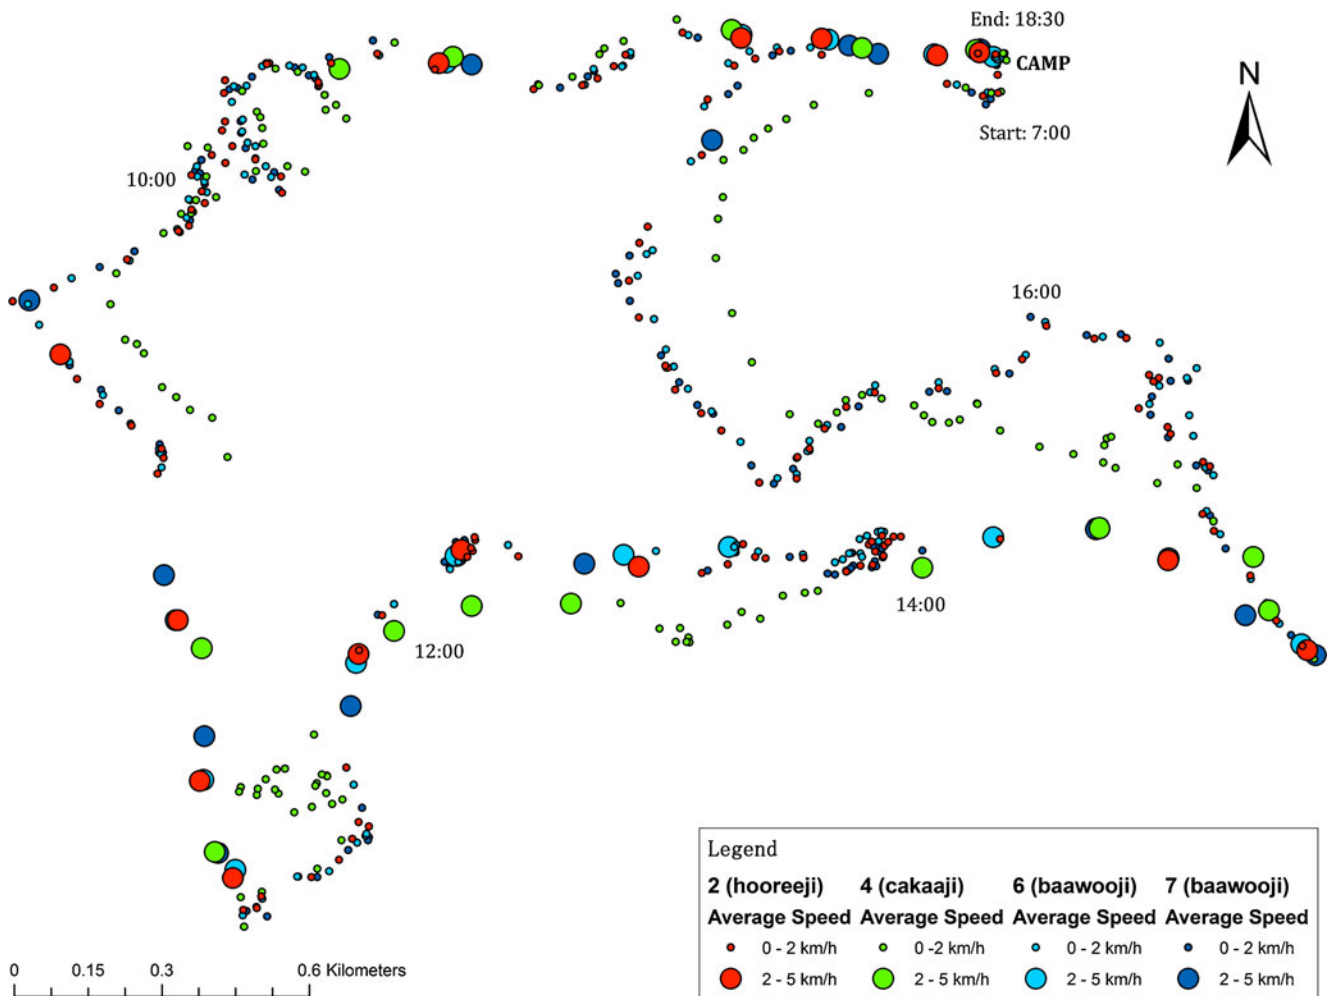 End: 18:30
CAMP
N
Start: 7:00
10:00
16:00
14:00
12:00
Legend
2 (hooreeji) 4 (cakaaji) 6 (baawooji) 7 (baawooji)
Average Speed Average Speed Average Speed Average Speed
0 - 2 km/h 0 -2 km/h 0 - 2 km/h 0 - 2 km/h
2 - 5 km/h 2 - 5 km/h 2 - 5 km/h 2 - 5 km/h
0 0.15 0.3 0.6 Kilometers